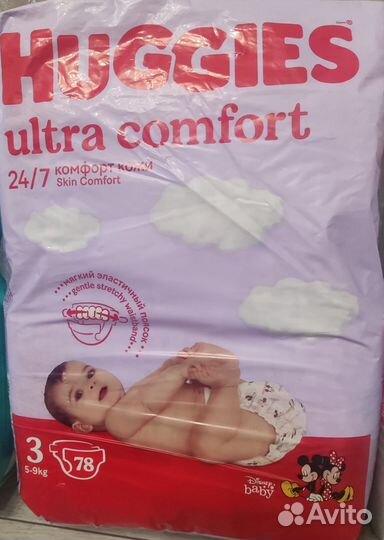 HUGGIES®
ultra comfort
24/7 комфорт кожи
Skin Comfort
мягкий эластичный поясок
gentle stretchy waistband
3
5-9kg
78
Disney
baby
Avito